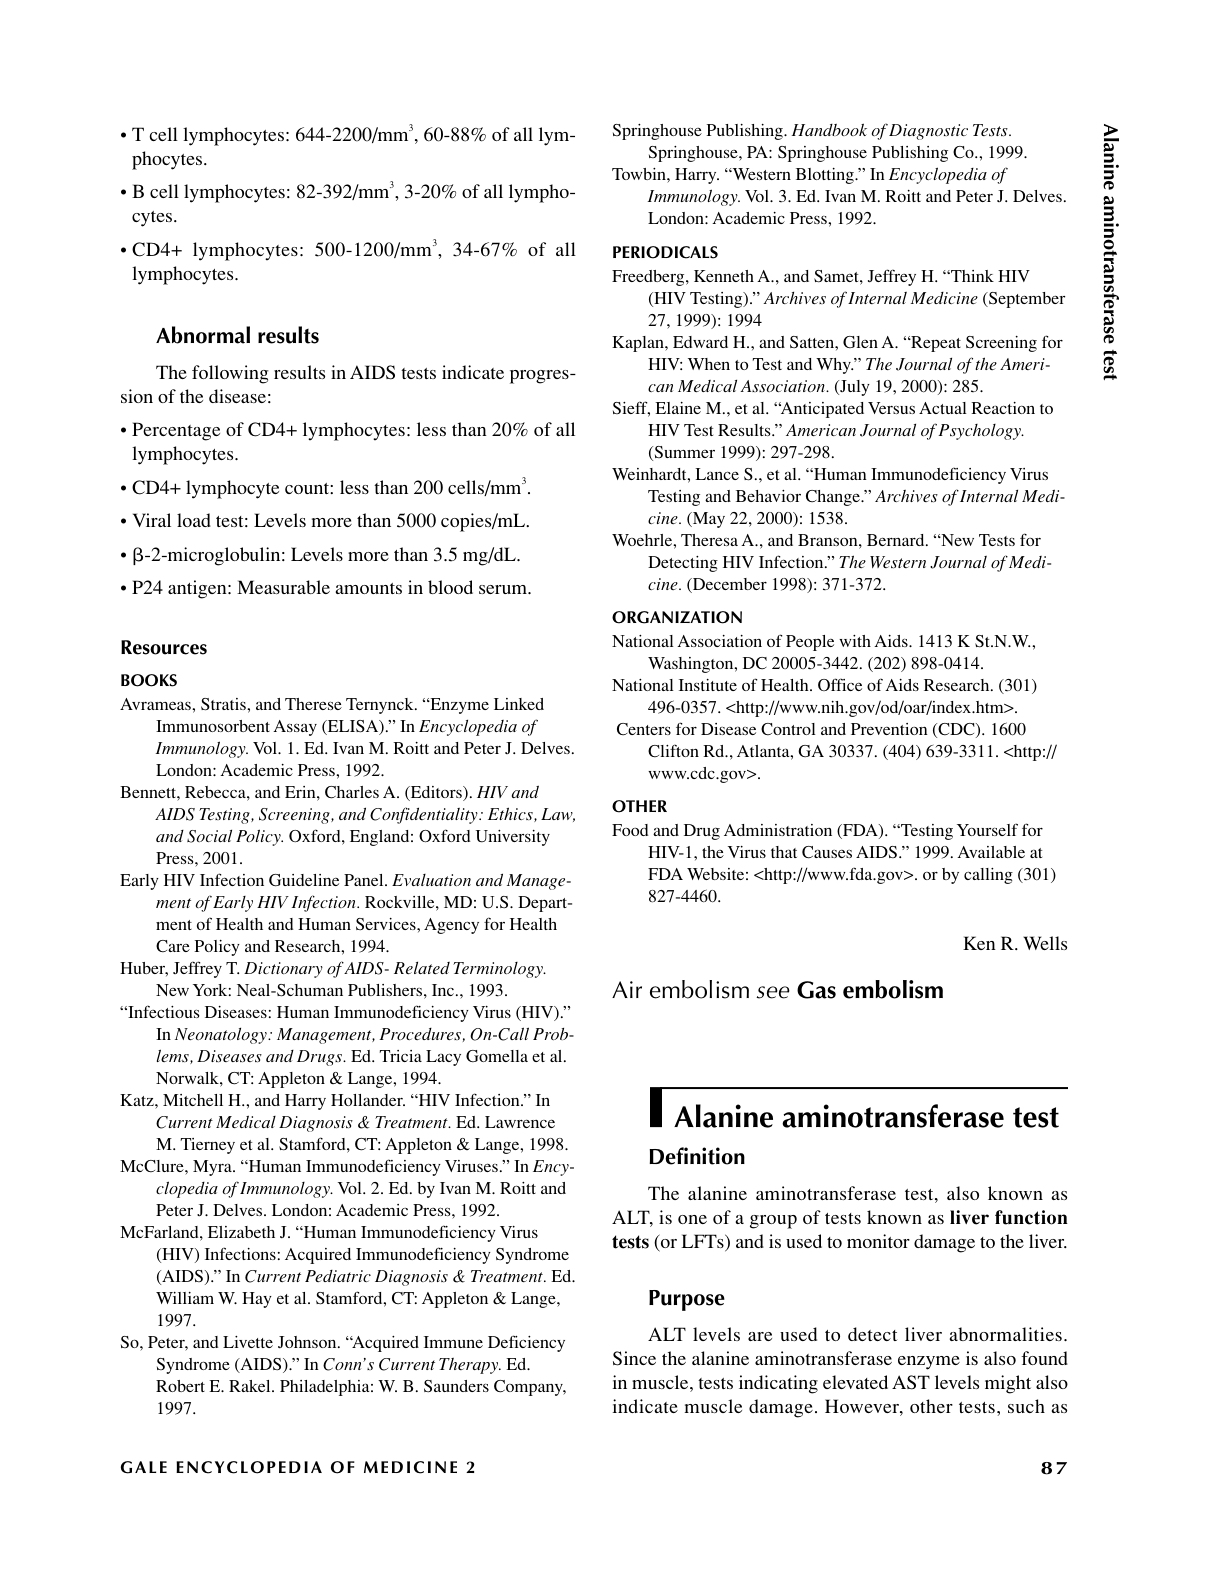 • T cell lymphocytes: 644-2200/mm³, 60-88% of all lym-
phocytes.
• B cell lymphocytes: 82-392/mm³, 3-20% of all lympho-
cytes.
• CD4+ lymphocytes: 500-1200/mm³, 34-67% of all
lymphocytes.
Abnormal results
The following results in AIDS tests indicate progres-
sion of the disease:
• Percentage of CD4+ lymphocytes: less than 20% of all
lymphocytes.
• CD4+ lymphocyte count: less than 200 cells/mm³.
• Viral load test: Levels more than 5000 copies/mL.
• β-2-microglobulin: Levels more than 3.5 mg/dL.
• P24 antigen: Measurable amounts in blood serum.
Resources
BOOKS
Avrameas, Stratis, and Therese Ternynck. “Enzyme Linked
Immunosorbent Assay (ELISA).” In Encyclopedia of
Immunology. Vol. 1. Ed. Ivan M. Roitt and Peter J. Delves.
London: Academic Press, 1992.
Bennett, Rebecca, and Erin, Charles A. (Editors). HIV and
AIDS Testing, Screening, and Confidentiality: Ethics, Law,
and Social Policy. Oxford, England: Oxford University
Press, 2001.
Early HIV Infection Guideline Panel. Evaluation and Manage-
ment of Early HIV Infection. Rockville, MD: U.S. Depart-
ment of Health and Human Services, Agency for Health
Care Policy and Research, 1994.
Huber, Jeffrey T. Dictionary of AIDS- Related Terminology.
New York: Neal-Schuman Publishers, Inc., 1993.
“Infectious Diseases: Human Immunodeficiency Virus (HIV).”
In Neonatology: Management, Procedures, On-Call Prob-
lems, Diseases and Drugs. Ed. Tricia Lacy Gomella et al.
Norwalk, CT: Appleton & Lange, 1994.
Katz, Mitchell H., and Harry Hollander. “HIV Infection.” In
Current Medical Diagnosis & Treatment. Ed. Lawrence
M. Tierney et al. Stamford, CT: Appleton & Lange, 1998.
McClure, Myra. “Human Immunodeficiency Viruses.” In Ency-
clopedia of Immunology. Vol. 2. Ed. by Ivan M. Roitt and
Peter J. Delves. London: Academic Press, 1992.
McFarland, Elizabeth J. “Human Immunodeficiency Virus
(HIV) Infections: Acquired Immunodeficiency Syndrome
(AIDS).” In Current Pediatric Diagnosis & Treatment. Ed.
William W. Hay et al. Stamford, CT: Appleton & Lange,
1997.
So, Peter, and Livette Johnson. “Acquired Immune Deficiency
Syndrome (AIDS).” In Conn’s Current Therapy. Ed.
Robert E. Rakel. Philadelphia: W. B. Saunders Company,
1997.
Springhouse Publishing. Handbook of Diagnostic Tests.
Springhouse, PA: Springhouse Publishing Co., 1999.
Towbin, Harry. “Western Blotting.” In Encyclopedia of
Immunology. Vol. 3. Ed. Ivan M. Roitt and Peter J. Delves.
London: Academic Press, 1992.
PERIODICALS
Freedberg, Kenneth A., and Samet, Jeffrey H. “Think HIV
(HIV Testing).” Archives of Internal Medicine (September
27, 1999): 1994
Kaplan, Edward H., and Satten, Glen A. “Repeat Screening for
HIV: When to Test and Why.” The Journal of the Ameri-
can Medical Association. (July 19, 2000): 285.
Sieff, Elaine M., et al. “Anticipated Versus Actual Reaction to
HIV Test Results.” American Journal of Psychology.
(Summer 1999): 297-298.
Weinhardt, Lance S., et al. “Human Immunodeficiency Virus
Testing and Behavior Change.” Archives of Internal Medi-
cine. (May 22, 2000): 1538.
Woehrle, Theresa A., and Branson, Bernard. “New Tests for
Detecting HIV Infection.” The Western Journal of Medi-
cine. (December 1998): 371-372.
ORGANIZATION
National Association of People with Aids. 1413 K St.N.W.,
Washington, DC 20005-3442. (202) 898-0414.
National Institute of Health. Office of Aids Research. (301)
496-0357. <http://www.nih.gov/od/oar/index.htm>.
Centers for Disease Control and Prevention (CDC). 1600
Clifton Rd., Atlanta, GA 30337. (404) 639-3311. <http://
www.cdc.gov>.
OTHER
Food and Drug Administration (FDA). “Testing Yourself for
HIV-1, the Virus that Causes AIDS.” 1999. Available at
FDA Website: <http://www.fda.gov>. or by calling (301)
827-4460.
Ken R. Wells
Air embolism see Gas embolism
Alanine aminotransferase test
Definition
The alanine aminotransferase test, also known as
ALT, is one of a group of tests known as liver function
tests (or LFTs) and is used to monitor damage to the liver.
Purpose
ALT levels are used to detect liver abnormalities.
Since the alanine aminotransferase enzyme is also found
in muscle, tests indicating elevated AST levels might also
indicate muscle damage. However, other tests, such as
Alanine aminotransferase test
GALE ENCYCLOPEDIA OF MEDICINE 2
87